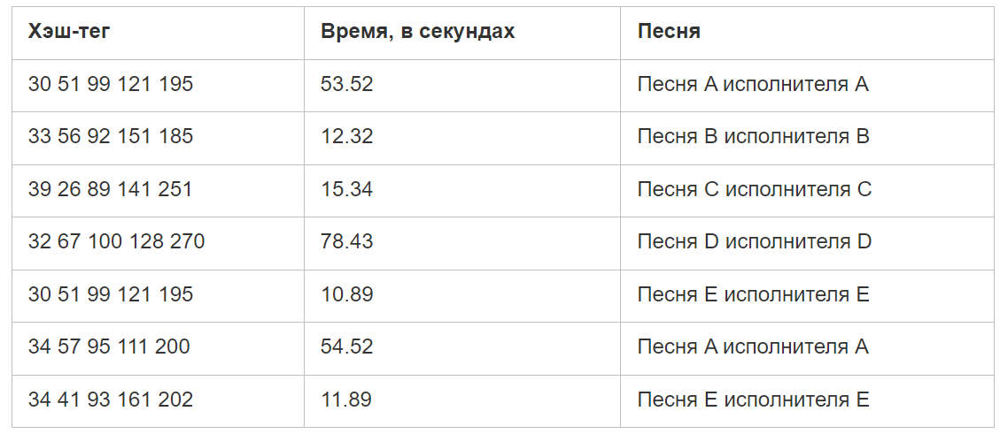 Хэш-тег Время, в секундах Песня
30 51 99 121 195 53.52 Песня A исполнителя A
33 56 92 151 185 12.32 Песня B исполнителя B
39 26 89 141 251 15.34 Песня C исполнителя C
32 67 100 128 270 78.43 Песня D исполнителя D
30 51 99 121 195 10.89 Песня E исполнителя E
34 57 95 111 200 54.52 Песня A исполнителя A
34 41 93 161 202 11.89 Песня E исполнителя E